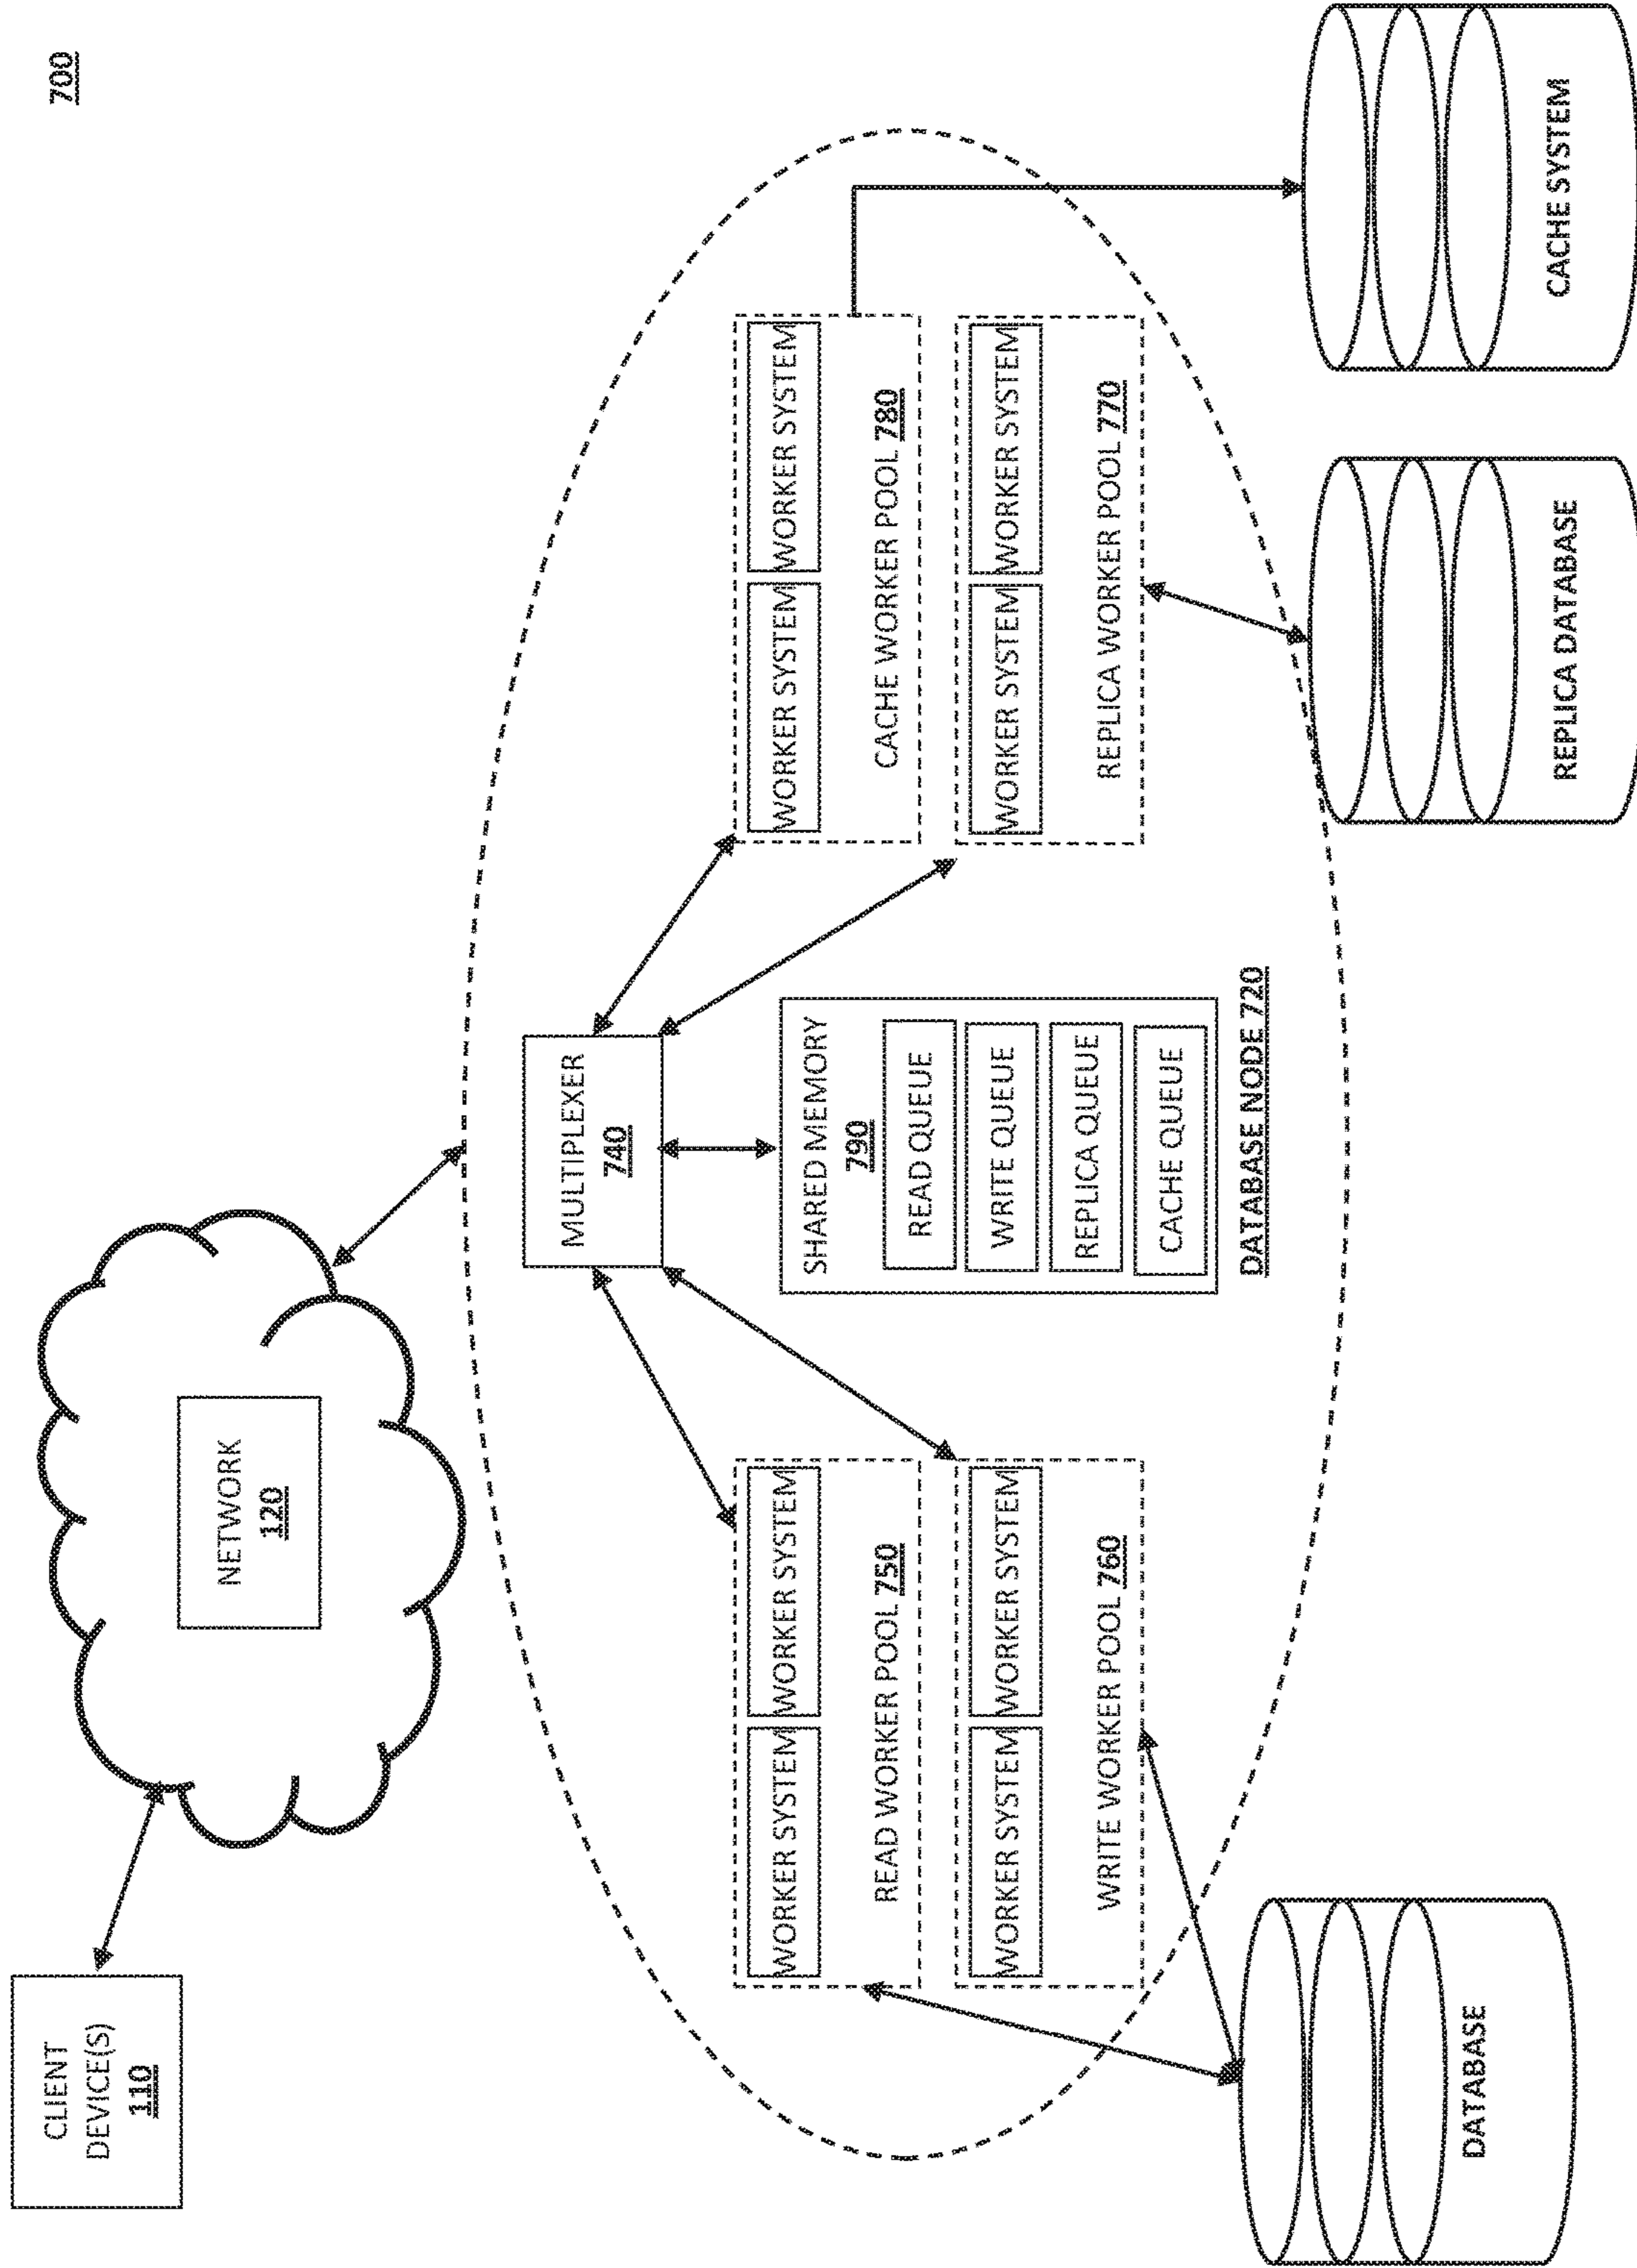 700
CLIENT
DEVICE(S)
110
NETWORK
120
MULTIPLEXER
740
WORKER SYSTEM
WORKER SYSTEM
READ WORKER POOL 750
WORKER SYSTEM
WORKER SYSTEM
WRITE WORKER POOL 760
SHARED MEMORY
790
READ QUEUE
WRITE QUEUE
REPLICA QUEUE
CACHE QUEUE
DATABASE NODE 720
WORKER SYSTEM
WORKER SYSTEM
CACHE WORKER POOL 780
WORKER SYSTEM
WORKER SYSTEM
REPLICA WORKER POOL 770
DATABASE
REPLICA DATABASE
CACHE SYSTEM